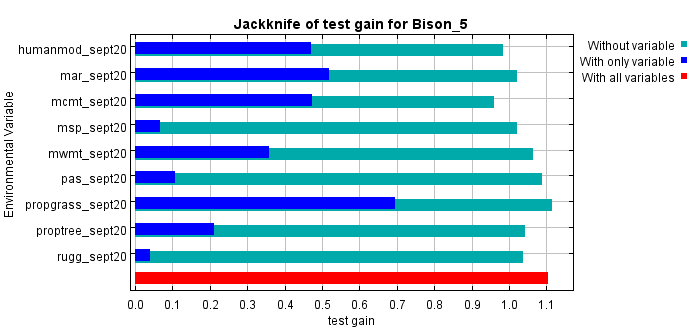 Jackknife of test gain for Bison_5
Without variable
With only variable
With all variables
Environmental Variable
humanmod_sept20
mar_sept20
mcmt_sept20
msp_sept20
mwmt_sept20
pas_sept20
propgrass_sept20
proptree_sept20
rugg_sept20
0.0 0.1 0.2 0.3 0.4 0.5 0.6 0.7 0.8 0.9 1.0 1.1
test gain